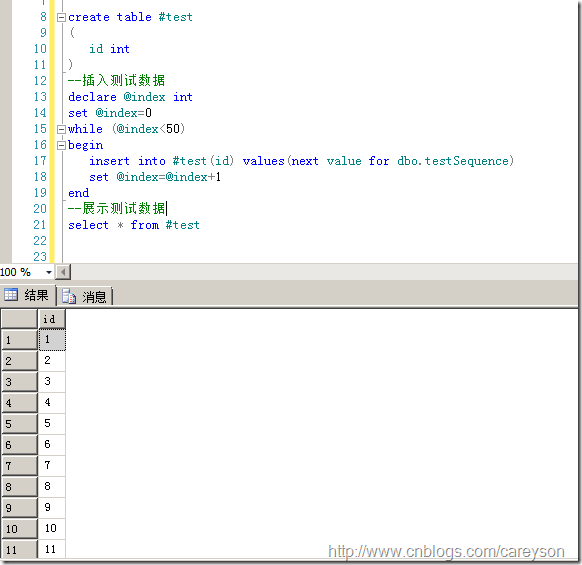 8 create table #test
9 (
10 id int
11 )
12 --插入测试数据
13 declare @index int
14 set @index=0
15 while (@index<50)
16 begin
17 insert into #test(id) values(next value for dbo.testSequence)
18 set @index=@index+1
19 end
20 --展示测试数据
21 select * from #test
22
23
100 %
结果 消息
id
1 1
2 2
3 3
4 4
5 5
6 6
7 7
8 8
9 9
10 10
11 11
http://www.cnblogs.com/careyson